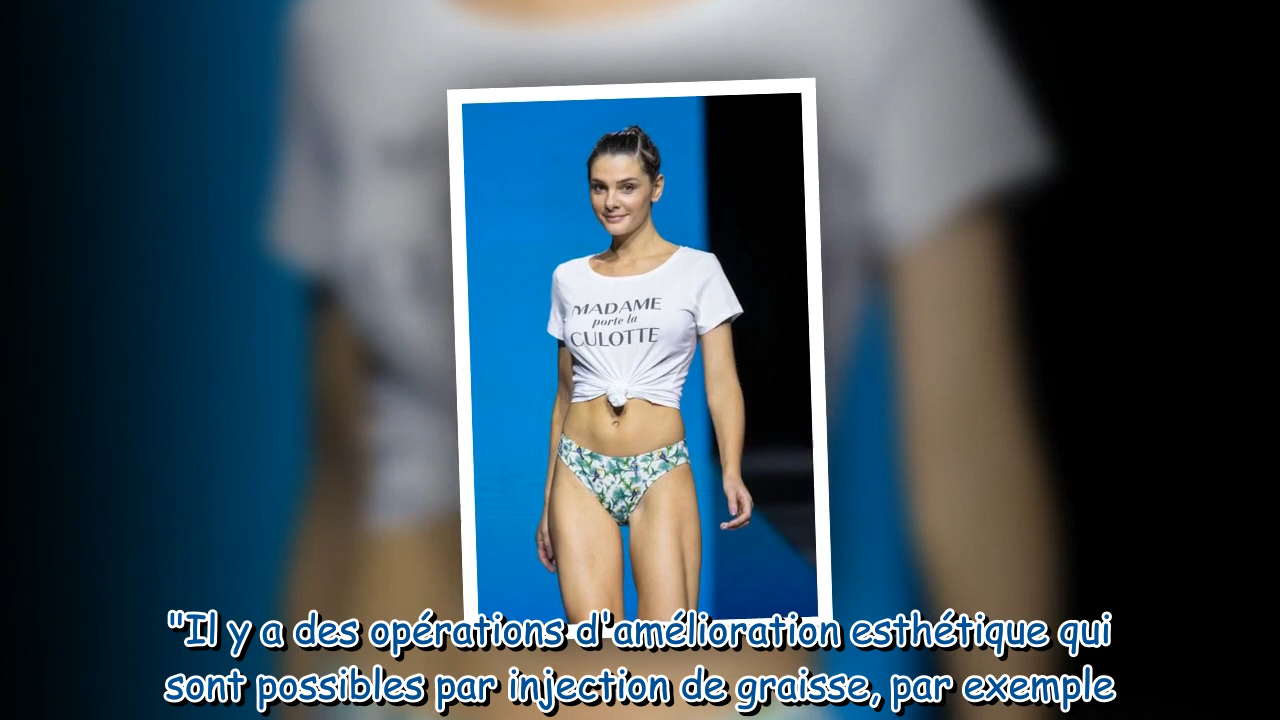 MADAME
porte la
CULOTTE
"Il y a des opérations d'amélioration esthétique qui
sont possibles par injection de graisse, par exemple